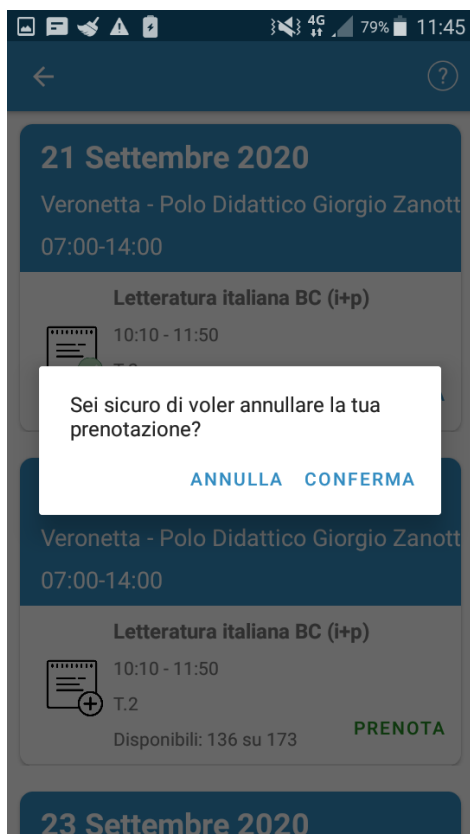 79% 11:45
4G
?
21 Settembre 2020
Veronetta - Polo Didattico Giorgio Zanott
07:00-14:00
Letteratura italiana BC (i+p)
10:10 - 11:50
Sei sicuro di voler annullare la tua
prenotazione?
ANNULLA CONFERMA
Veronetta - Polo Didattico Giorgio Zanott
07:00-14:00
Letteratura italiana BC (i+p)
10:10 - 11:50
T.2
Disponibili: 136 su 173
PRENOTA
23 Settembre 2020